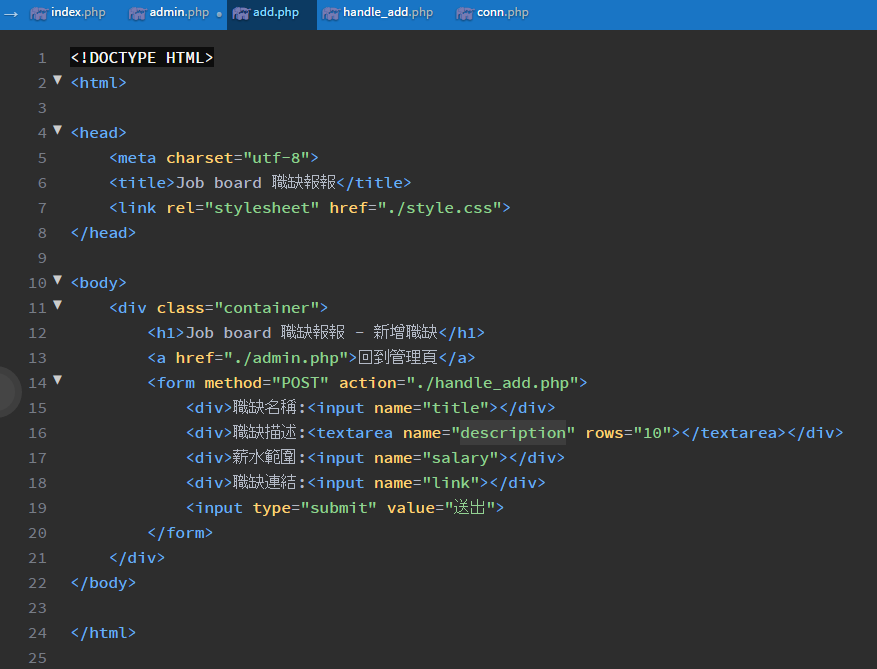 → index.php admin.php add.php handle_add.php conn.php
1 <!DOCTYPE HTML>
2 <html>
3
4 <head>
5 <meta charset="utf-8">
6 <title>Job board 職缺報報</title>
7 <link rel="stylesheet" href="./style.css">
8 </head>
9
10 <body>
11 <div class="container">
12 <h1>Job board 職缺報報 - 新增職缺</h1>
13 <a href="./admin.php">回到管理頁</a>
14 <form method="POST" action="./handle_add.php">
15 <div>職缺名稱:<input name="title"></div>
16 <div>職缺描述:<textarea name="description" rows="10"></textarea></div>
17 <div>薪水範圍:<input name="salary"></div>
18 <div>職缺連結:<input name="link"></div>
19 <input type="submit" value="送出">
20 </form>
21 </div>
22 </body>
23
24 </html>
25